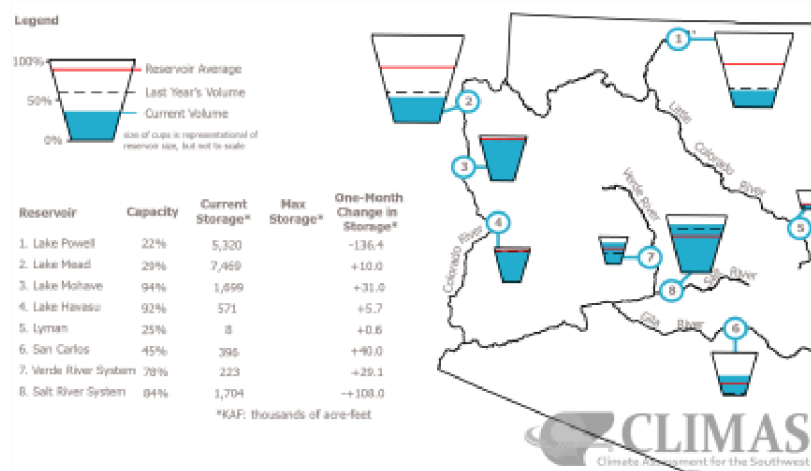 Legend
100%
50%
0%
Reservoir Average
Last Year's Volume
Current Volume
size of cups is representational of
reservoir size, but not to scale
Reservoir Capacity Current Storage* Max Storage* One-Month Change in Storage*
1. Lake Powell 22% 5,320 -136.4
2. Lake Mead 29% 7,469 +10.0
3. Lake Mohave 94% 1,699 +31.0
4. Lake Havasu 92% 571 +5.7
5. Lyman 25% 8 +0.6
6. San Carlos 45% 396 +40.0
7. Verde River System 78% 223 +29.1
8. Salt River System 84% 1,704 -+108.0
*KAF: thousands of acre-feet
1
2
3
4
5
6
7
8
Little
Colorado
River
Verde River
Colorado River
Salt River
Gila River
CLIMAS
Climate Assessment for the Southwest